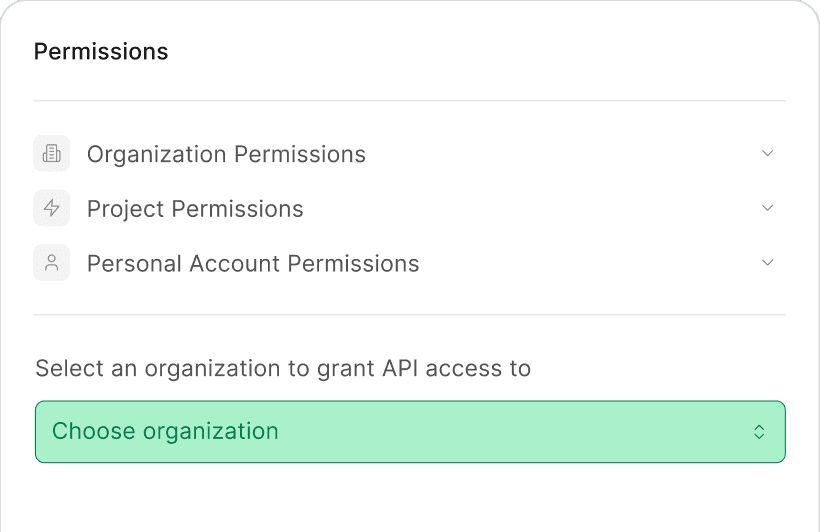 Permissions
Organization Permissions
Project Permissions
Personal Account Permissions
Select an organization to grant API access to
Choose organization